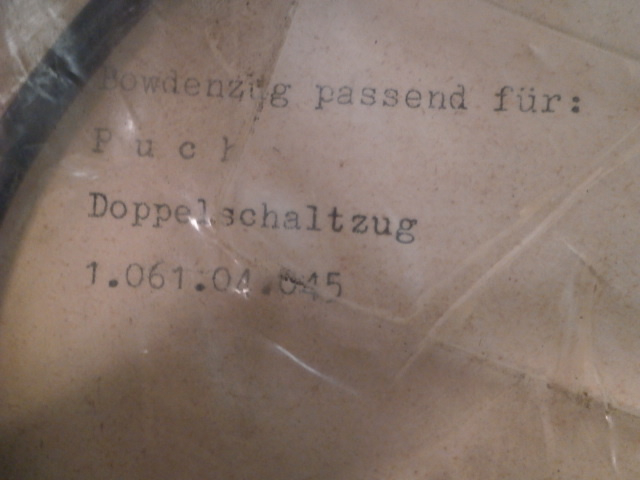 Bowdenzug passend für:
P u c h
Doppelschaltzug
1.061.04.045